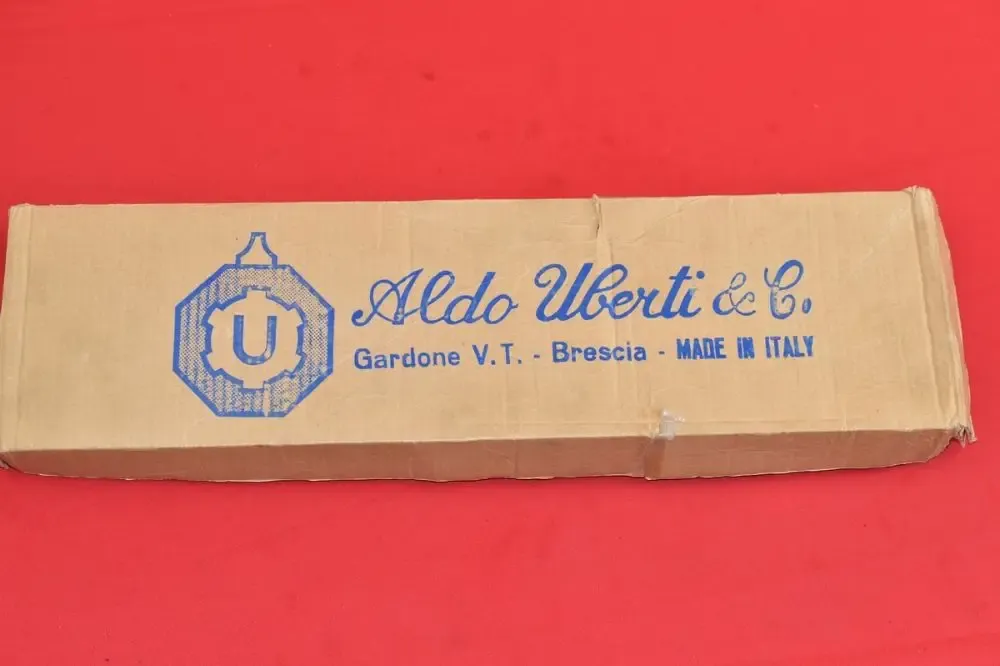 U
Aldo Uberti & C.
Gardone V.T. - Brescia - MADE IN ITALY